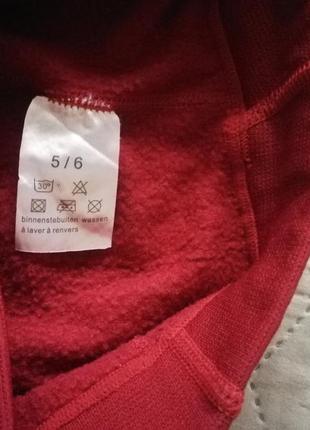 5/6
30°
binnenstebuiten wassen
à laver à renvers